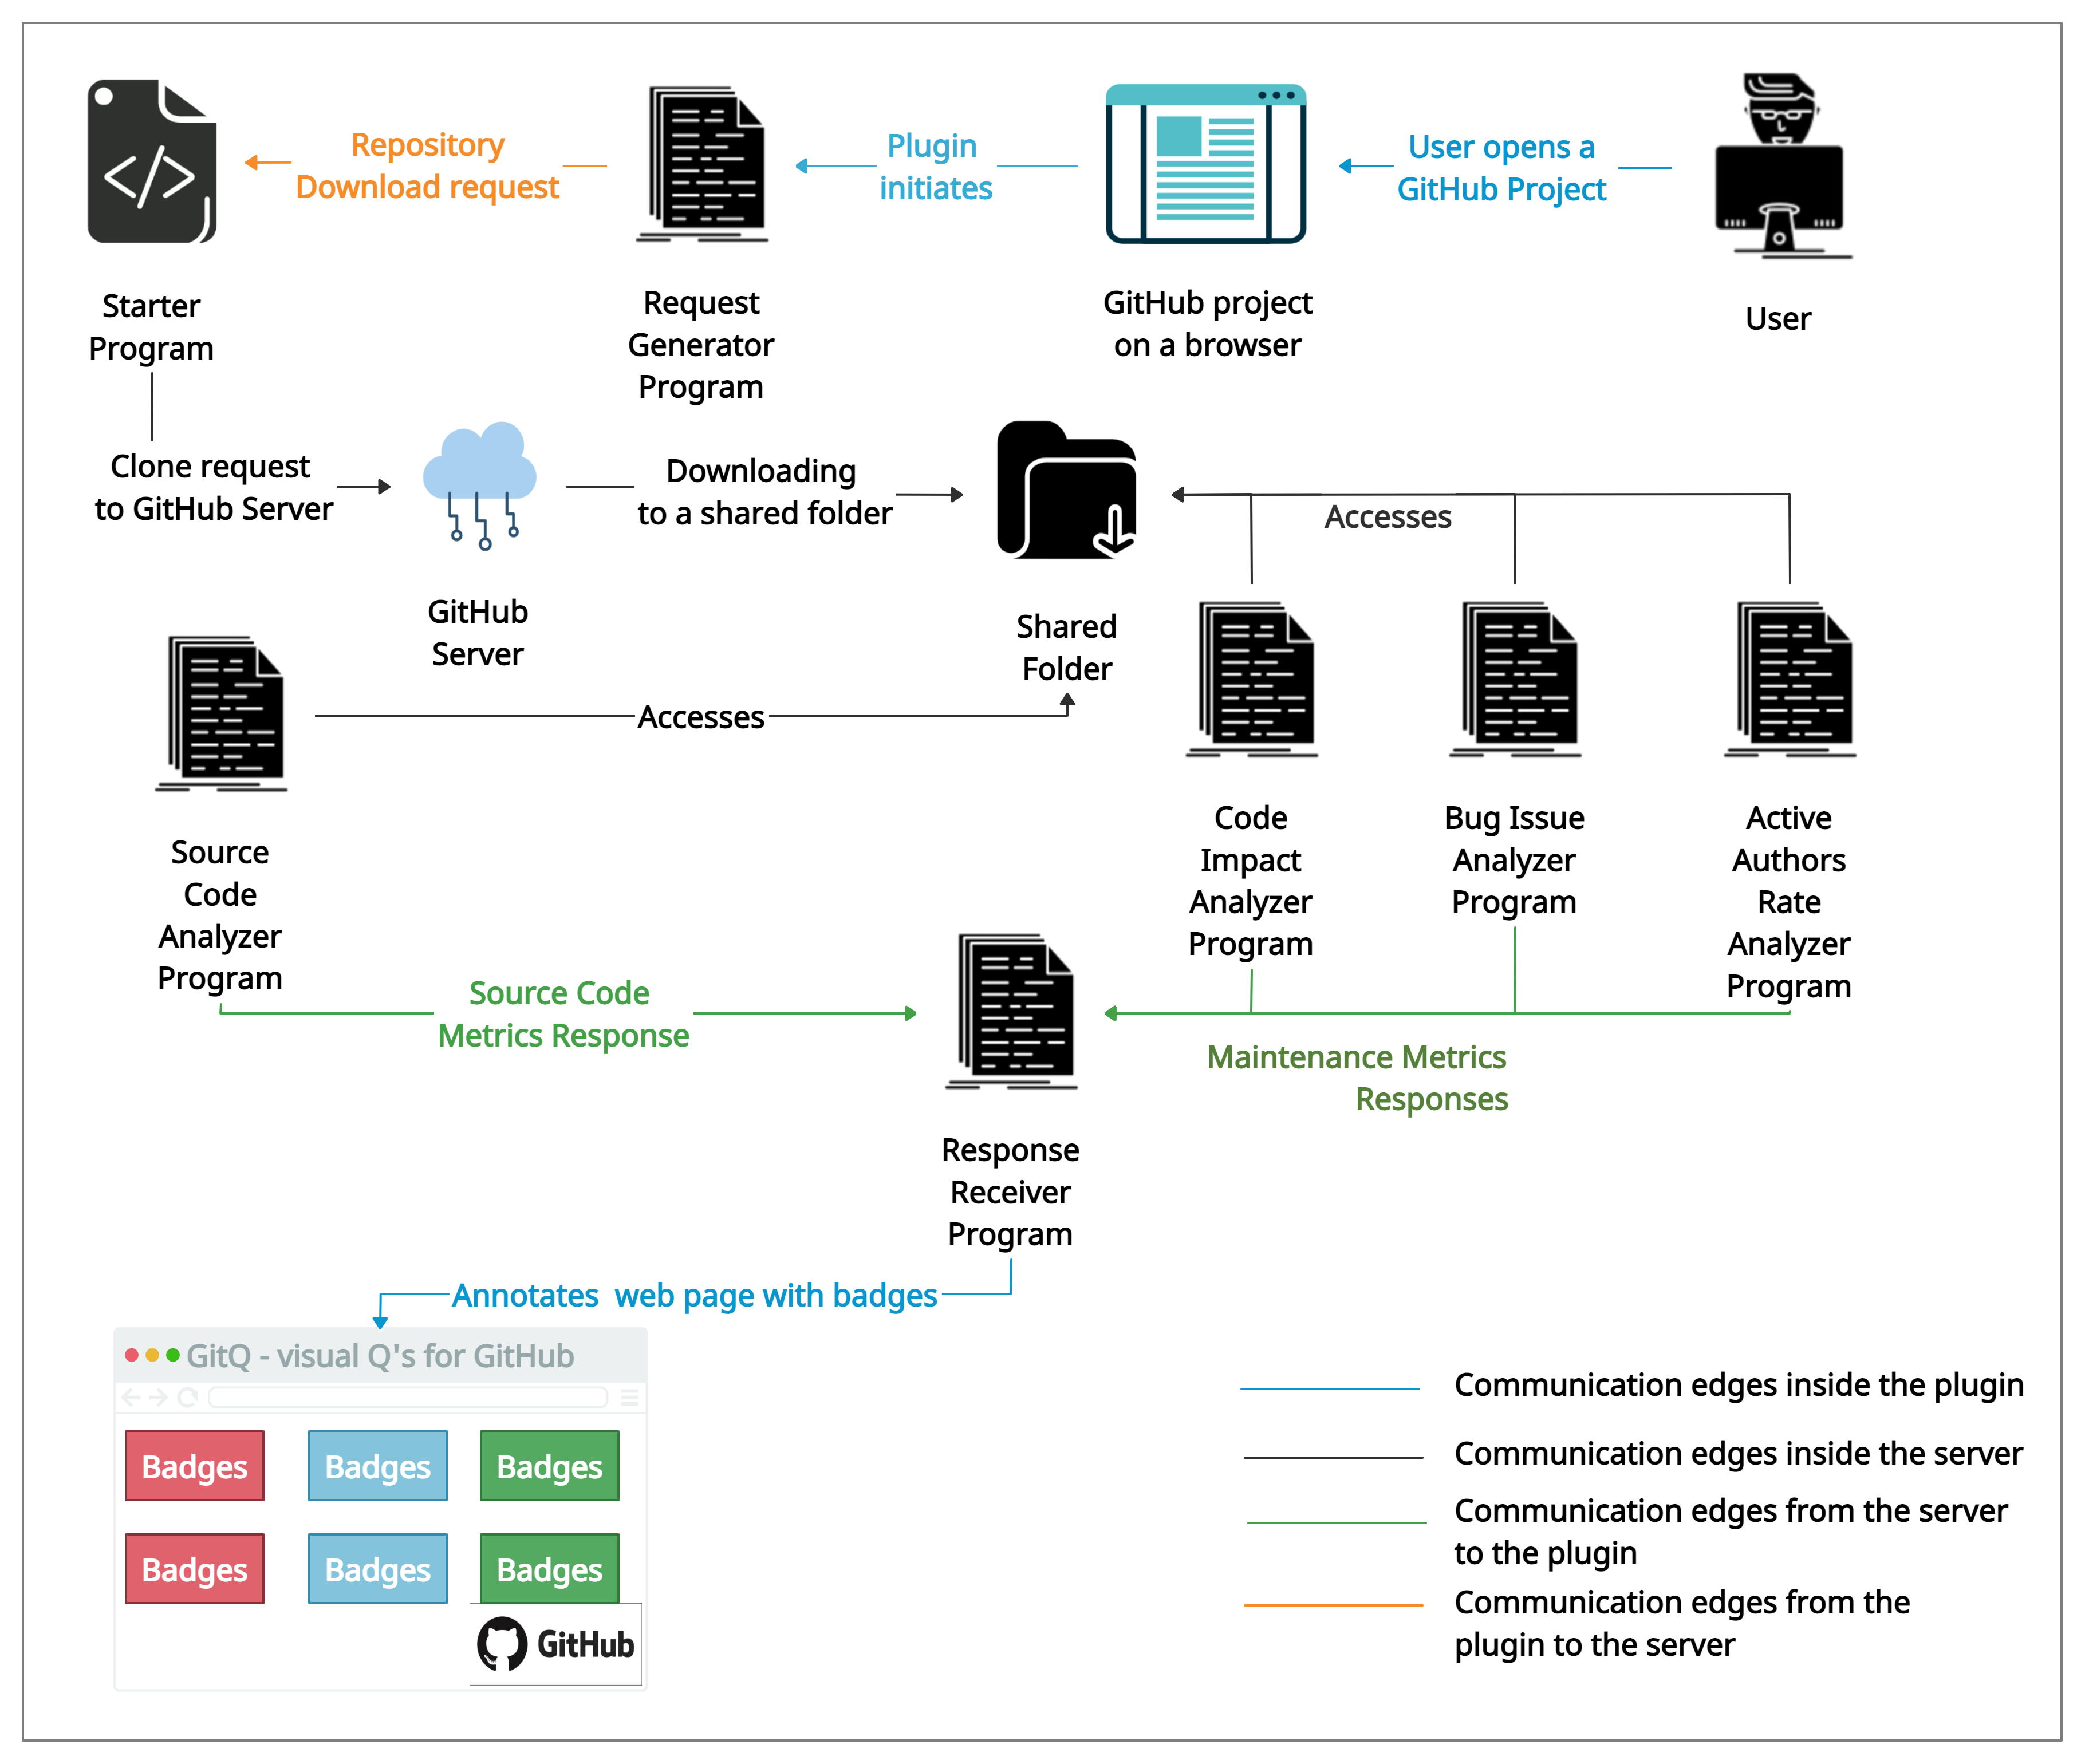 Repository
Download request
Plugin
initiates
User opens a
GitHub Project
Starter
Program
Request
Generator
Program
GitHub project
on a browser
User
Clone request
to GitHub Server
Downloading
to a shared folder
Accesses
GitHub
Server
Shared
Folder
Accesses
Source
Code
Analyzer
Program
Code
Impact
Analyzer
Program
Bug Issue
Analyzer
Program
Active
Authors
Rate
Analyzer
Program
Source Code
Metrics Response
Maintenance Metrics
Responses
Response
Receiver
Program
Annotates web page with badges
GitQ - visual Q's for GitHub
Badges Badges Badges
Badges Badges Badges
GitHub
Communication edges inside the plugin
Communication edges inside the server
Communication edges from the server
to the plugin
Communication edges from the
plugin to the server